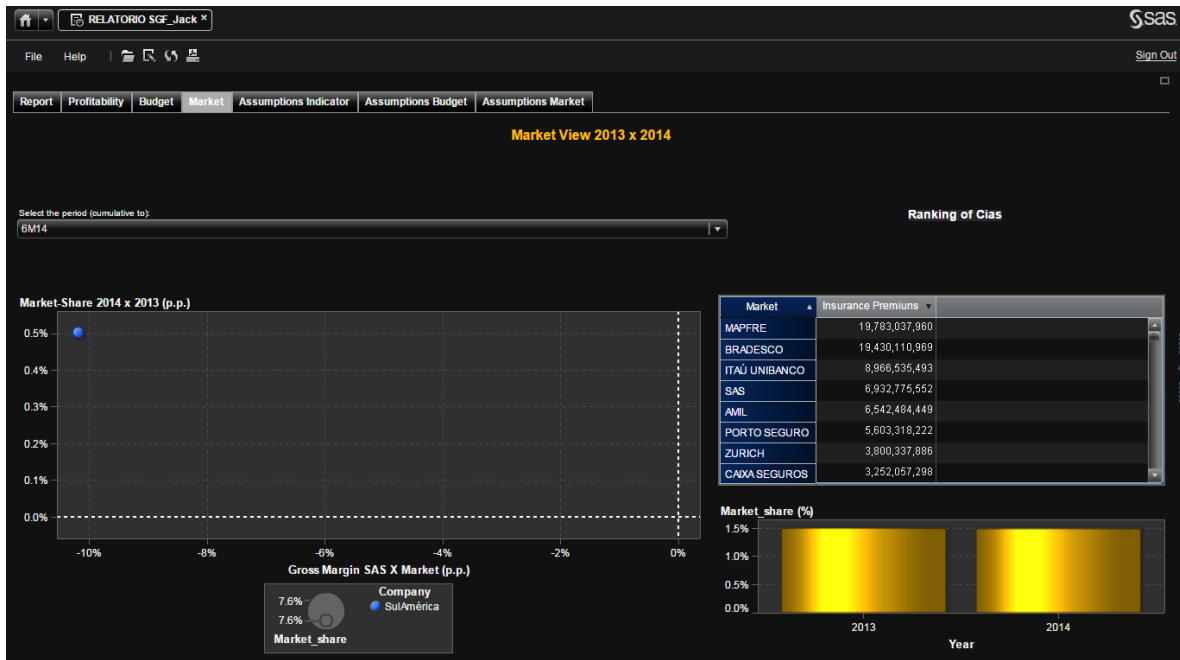 RELATORIO SGF_Jack ×
sas
File Help
Sign Out
Report Profitability Budget Market Assumptions Indicator Assumptions Budget Assumptions Market
Market View 2013 x 2014
Select the period (cumulative to):
6M14
Ranking of Cias
Market-Share 2014 x 2013 (p.p.)
0.5%
0.4%
0.3%
0.2%
0.1%
0.0%
-10% -8% -6% -4% -2% 0%
Gross Margin SAS X Market (p.p.)
7.6%
7.6%
Market_share
Company
SulAmérica
Market Insurance Premiuns
MAPFRE 19,783,037,960
BRADESCO 19,430,110,969
ITAÚ UNIBANCO 8,966,535,493
SAS 6,932,775,552
AMIL 6,542,484,449
PORTO SEGURO 5,603,318,222
ZURICH 3,800,337,886
CAIXA SEGUROS 3,252,057,298
Market_share (%)
1.5%
1.0%
0.5%
0.0%
2013 2014
Year